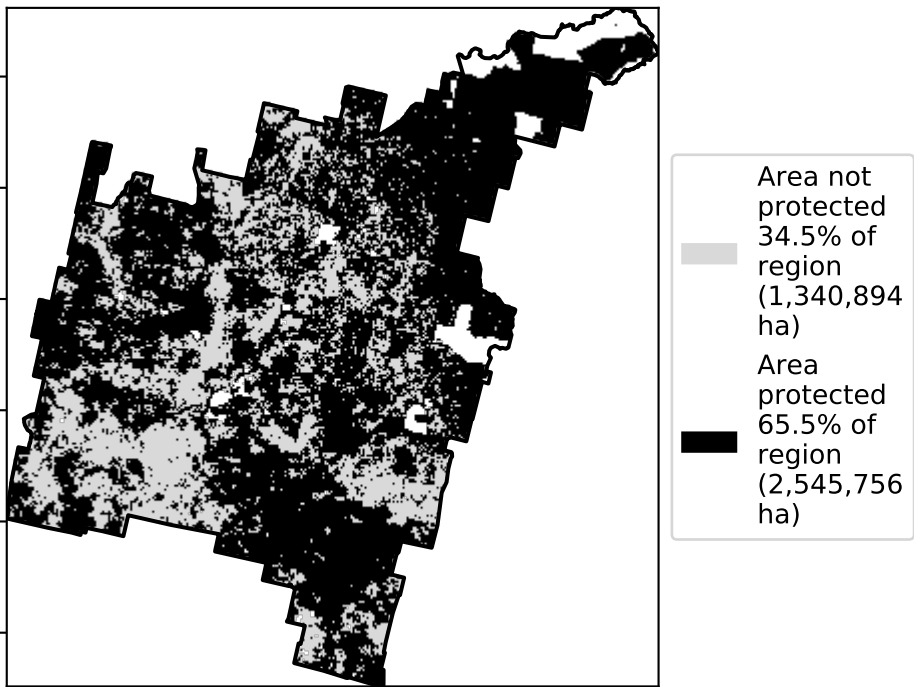 Area not
protected
34.5% of
region
(1,340,894
ha)
Area
protected
65.5% of
region
(2,545,756
ha)